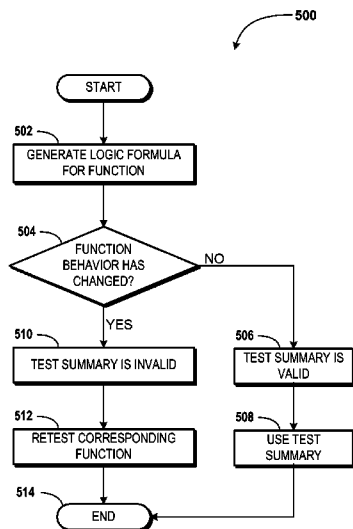 500
START
502
GENERATE LOGIC FORMULA
FOR FUNCTION
504
FUNCTION
BEHAVIOR HAS
CHANGED?
NO
YES
510
TEST SUMMARY IS INVALID
506
TEST SUMMARY IS
VALID
512
RETEST CORRESPONDING
FUNCTION
508
USE TEST
SUMMARY
514
END